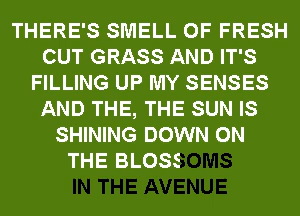 THERE'S SMELL OF FRESH
CUT GRASS AND IT'S
FILLING UP MY SENSES
AND THE, THE SUN IS
SHINING DOWN ON
THE BLOSSOMS
IN THE AVENUE